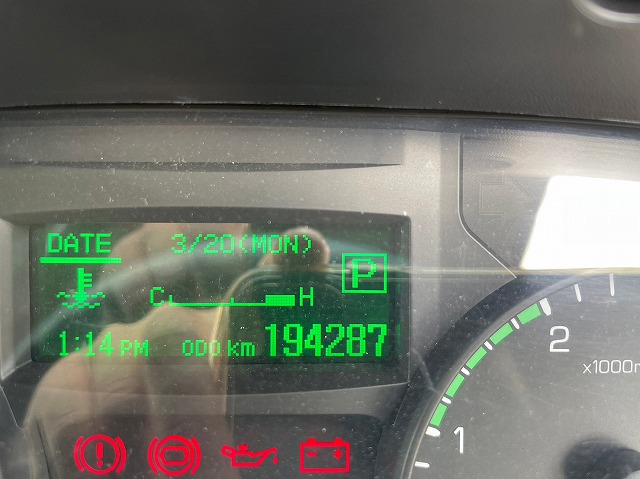 DATE 3/20(MON)
P
C H
1:14 PM ODO km 194287
2
x1000
1